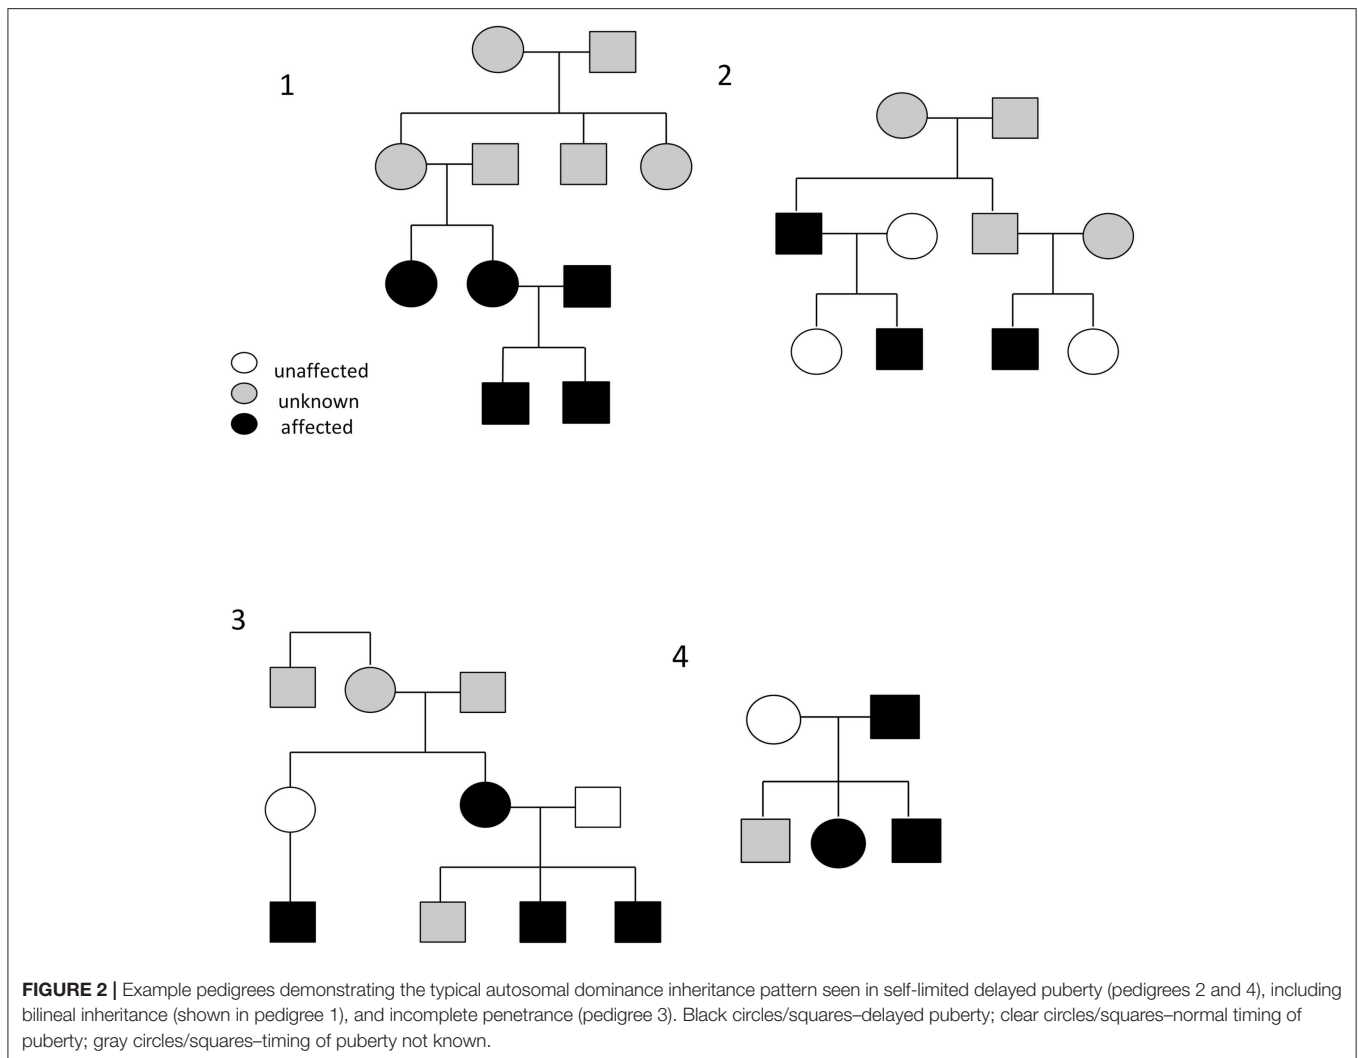 1
2
unaffected
unknown
affected
3
4
FIGURE 2 | Example pedigrees demonstrating the typical autosomal dominance inheritance pattern seen in self-limited delayed puberty (pedigrees 2 and 4), including
bilineal inheritance (shown in pedigree 1), and incomplete penetrance (pedigree 3). Black circles/squares–delayed puberty; clear circles/squares–normal timing of
puberty; gray circles/squares–timing of puberty not known.